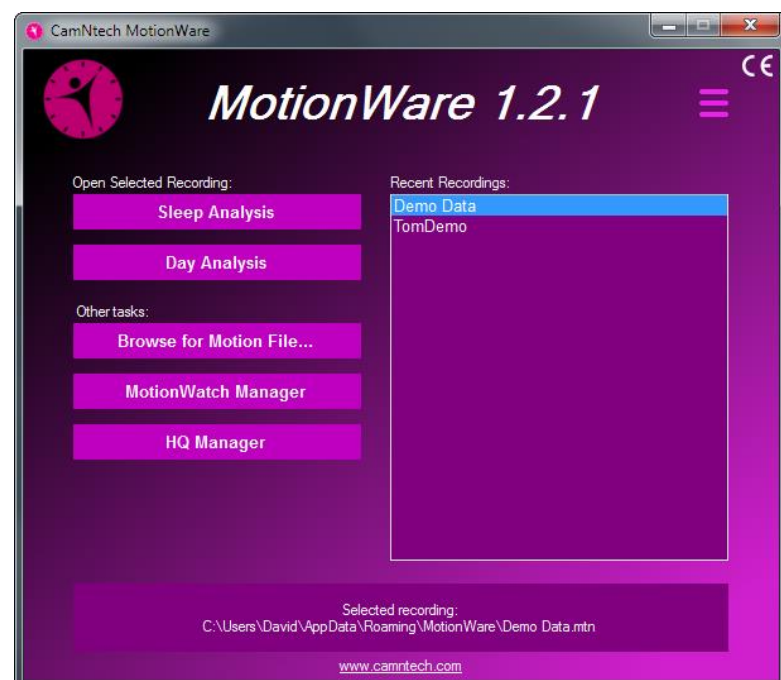 CamNtech MotionWare
CE
MotionWare 1.2.1
Open Selected Recording:
Sleep Analysis
Day Analysis
Other tasks:
Browse for Motion File...
MotionWatch Manager
HQ Manager
Recent Recordings:
Demo Data
TomDemo
Selected recording:
C:\Users\David\AppData\Roaming\MotionWare\Demo Data.mtn
www.camntech.com